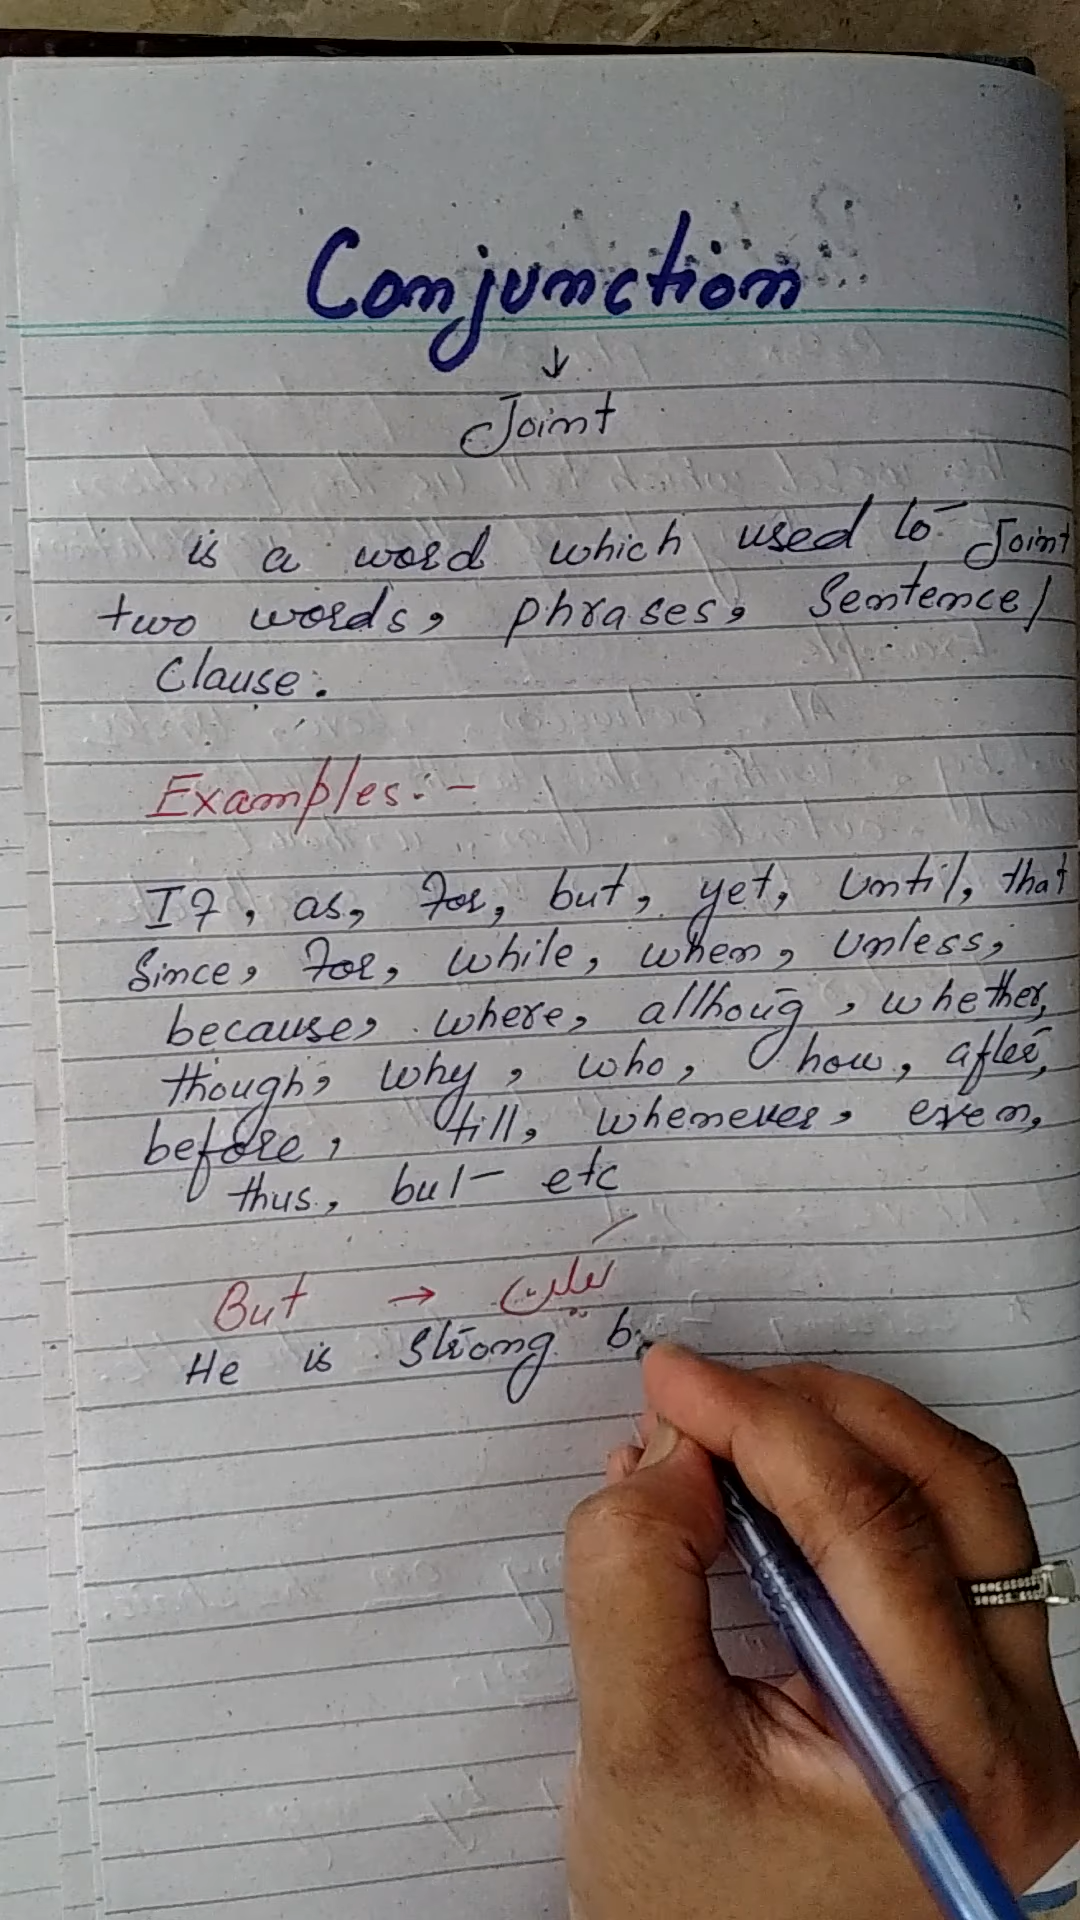 Conjunction
↓
Joint
is a word which used to Joint
two words, phrases, Sentence/
Clause.
Examples:-
If, as, for, but, yet, Until, that
Since, for, while, when, Unless,
because, where, althoug, whether,
though, why, who, how, after,
before, till, whenever, even,
thus, but etc
But → لیکن
He is Strong b